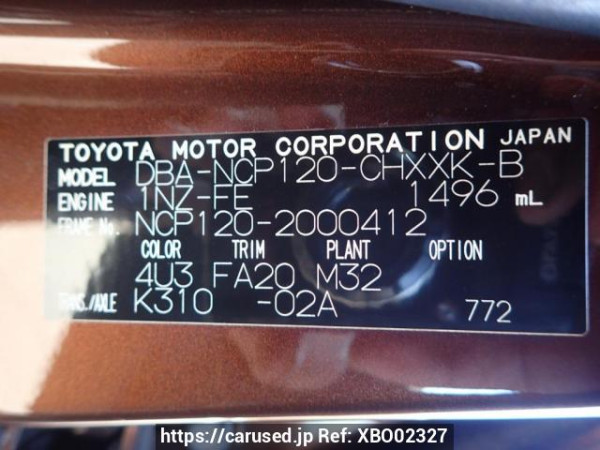 TOYOTA MOTOR CORPORATION JAPAN
MODEL DBA-NCP120-CHXXK-B
ENGINE 1NZ-FE 1496 mL
FRAME No. NCP120-2000412
COLOR TRIM PLANT OPTION
4U3 FA20 M32
TRANS./AXLE K310 -02A 772
https://carused.jp Ref: XBO02327